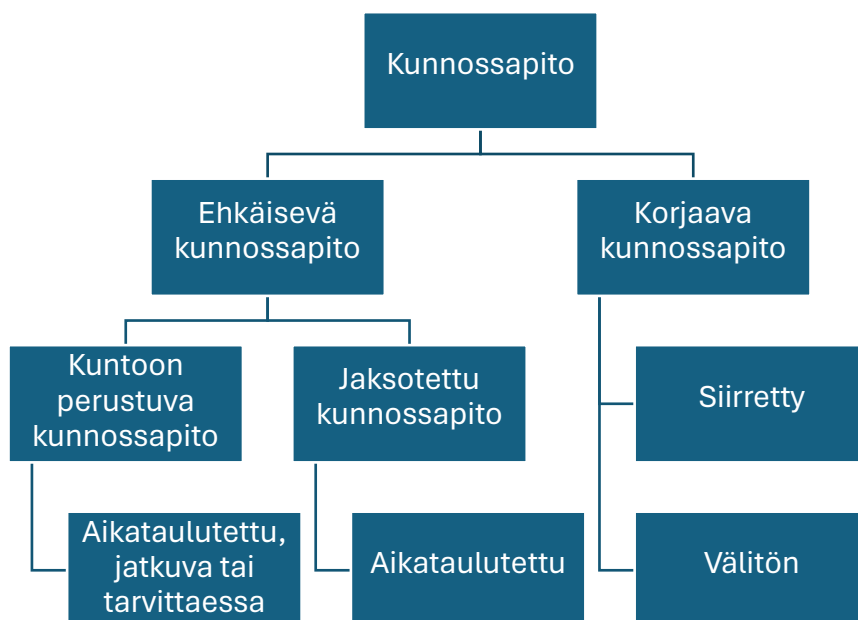 Kunnossapito
Ehkäisevä
kunnossapito
Korjaava
kunnossapito
Kuntoon
perustuva
kunnossapito
Jaksotettu
kunnossapito
Siirretty
Aikataulutettu,
jatkuva tai
tarvittaessa
Aikataulutettu
Välitön